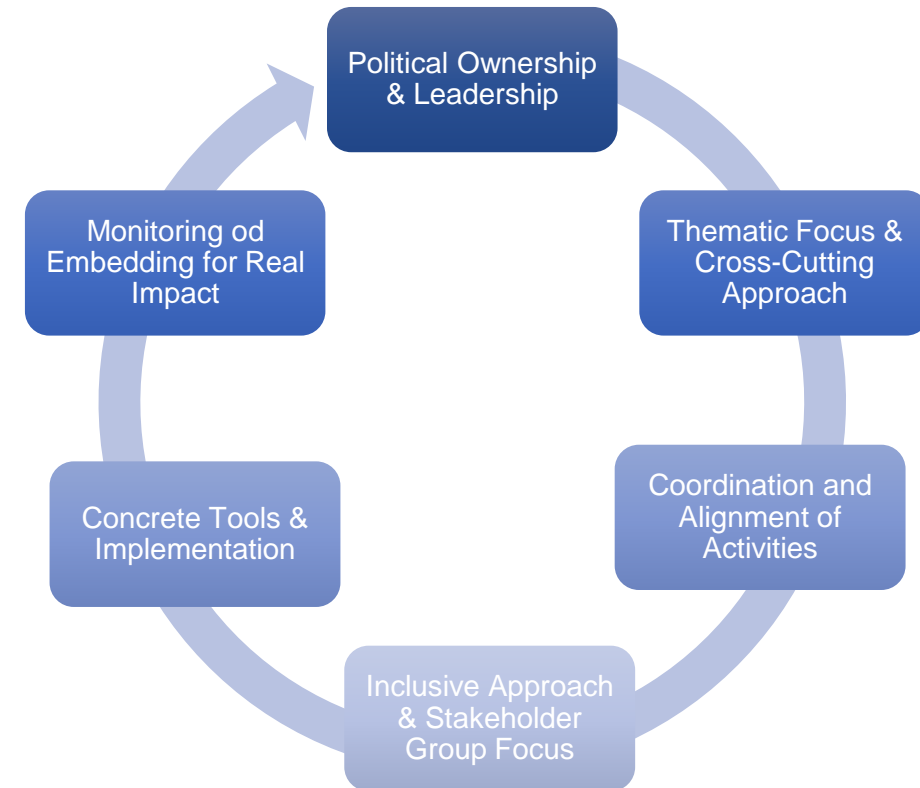 Political Ownership
& Leadership
Thematic Focus &
Cross-Cutting
Approach
Coordination and
Alignment of
Activities
Inclusive Approach
& Stakeholder
Group Focus
Concrete Tools &
Implementation
Monitoring od
Embedding for Real
Impact